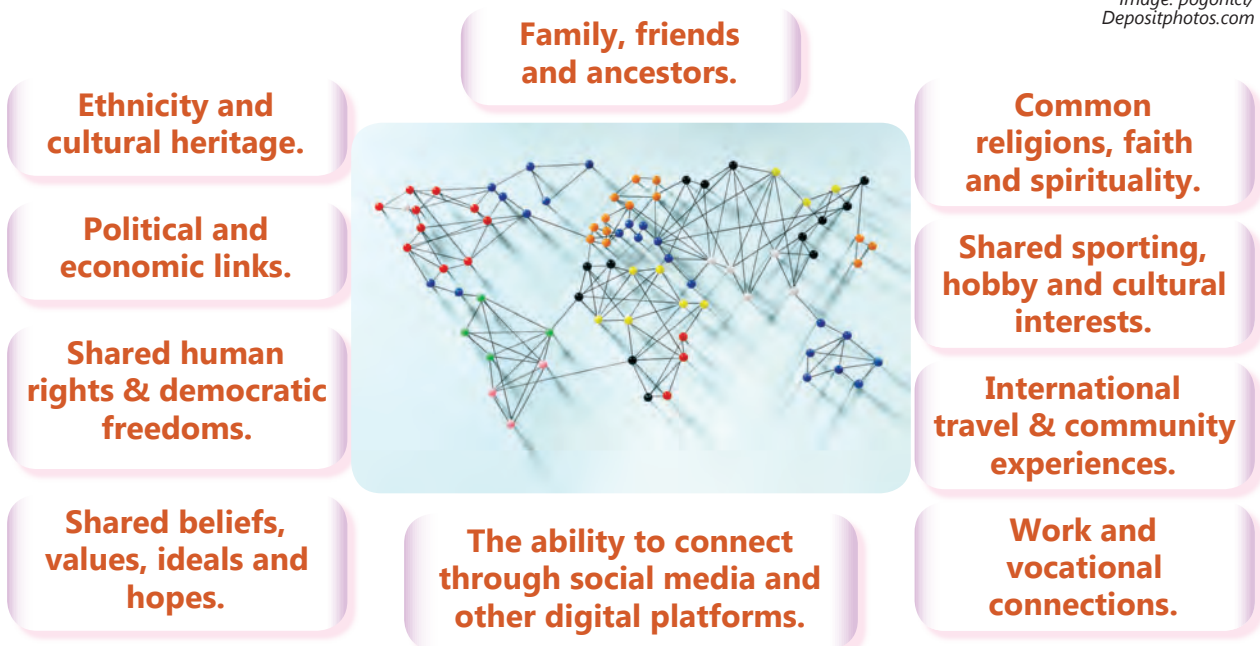 Image: pogonici/
Depositphotos.com
Family, friends
and ancestors.
Ethnicity and
cultural heritage.
Political and
economic links.
Shared human
rights & democratic
freedoms.
Shared beliefs,
values, ideals and
hopes.
The ability to connect
through social media and
other digital platforms.
Common
religions, faith
and spirituality.
Shared sporting,
hobby and cultural
interests.
International
travel & community
experiences.
Work and
vocational
connections.